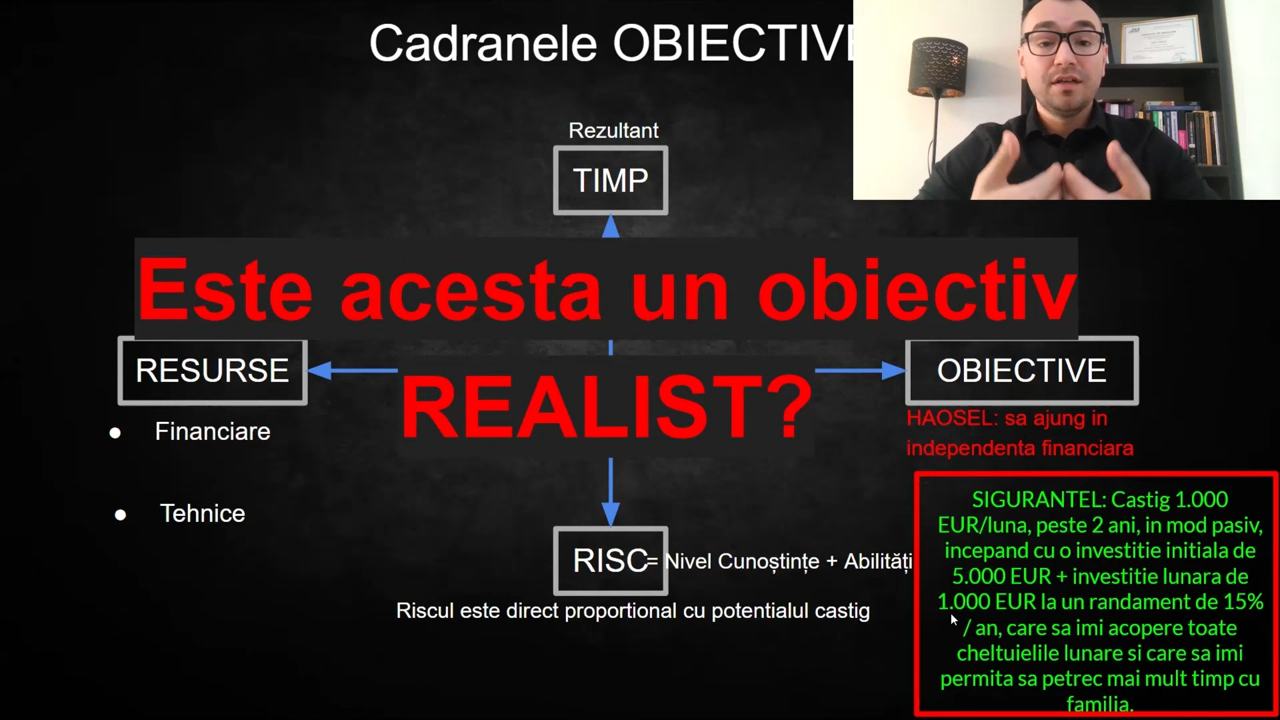 Cadranele OBIECTIVE
Rezultant
TIMP
Este acesta un obiectiv
REALIST?
RESURSE
Financiare
Tehnice
OBIECTIVE
HAOSEL: sa ajung in
independenta financiara
SIGURANTEL: Castig 1.000
EUR/luna, peste 2 ani, in mod pasiv,
incepand cu o investitie initiala de
5.000 EUR + investitie lunara de
1.000 EUR la un randament de 15%
/ an, care sa imi acopere toate
cheltuielile lunare si care sa imi
permita sa petrec mai mult timp cu
familia.
RISC = Nivel Cunoștințe + Abilități
Riscul este direct proportional cu potentialul castig